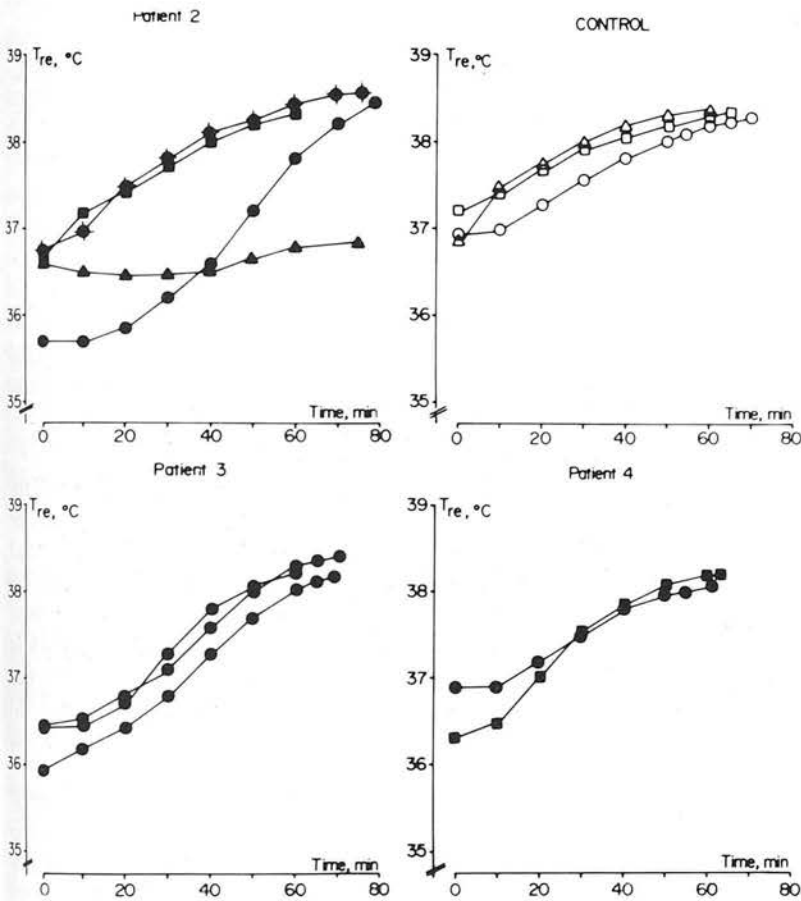 Patient 2
Tre, °C
39
38
37
36
35
Time, min
0 20 40 60 80
CONTROL
Tre, °C
39
38
37
36
35
Time, min
0 20 40 60 80
Patient 3
Tre, °C
39
38
37
36
35
Time, min
0 20 40 60 80
Patient 4
Tre, °C
39
38
37
36
35
Time, min
0 20 40 60 80